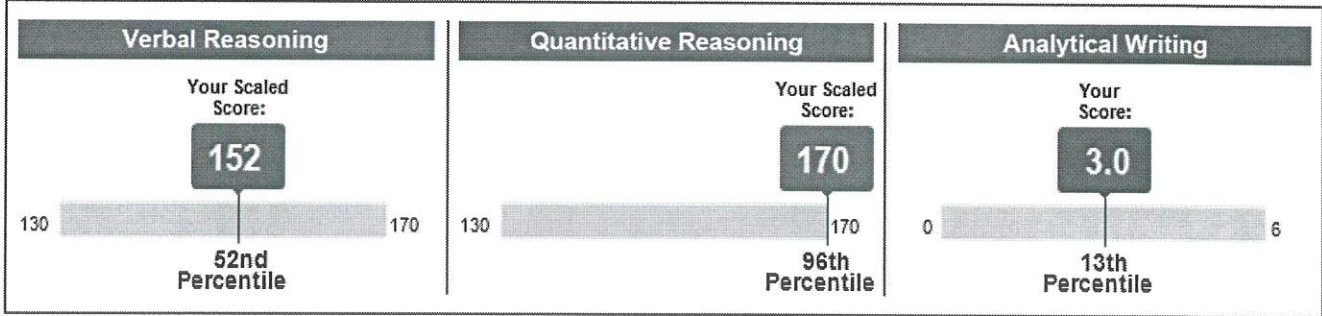 Verbal Reasoning
Your Scaled
Score:
152
130
170
52nd
Percentile
Quantitative Reasoning
Your Scaled
Score:
170
130
170
96th
Percentile
Analytical Writing
Your
Score:
3.0
0
6
13th
Percentile